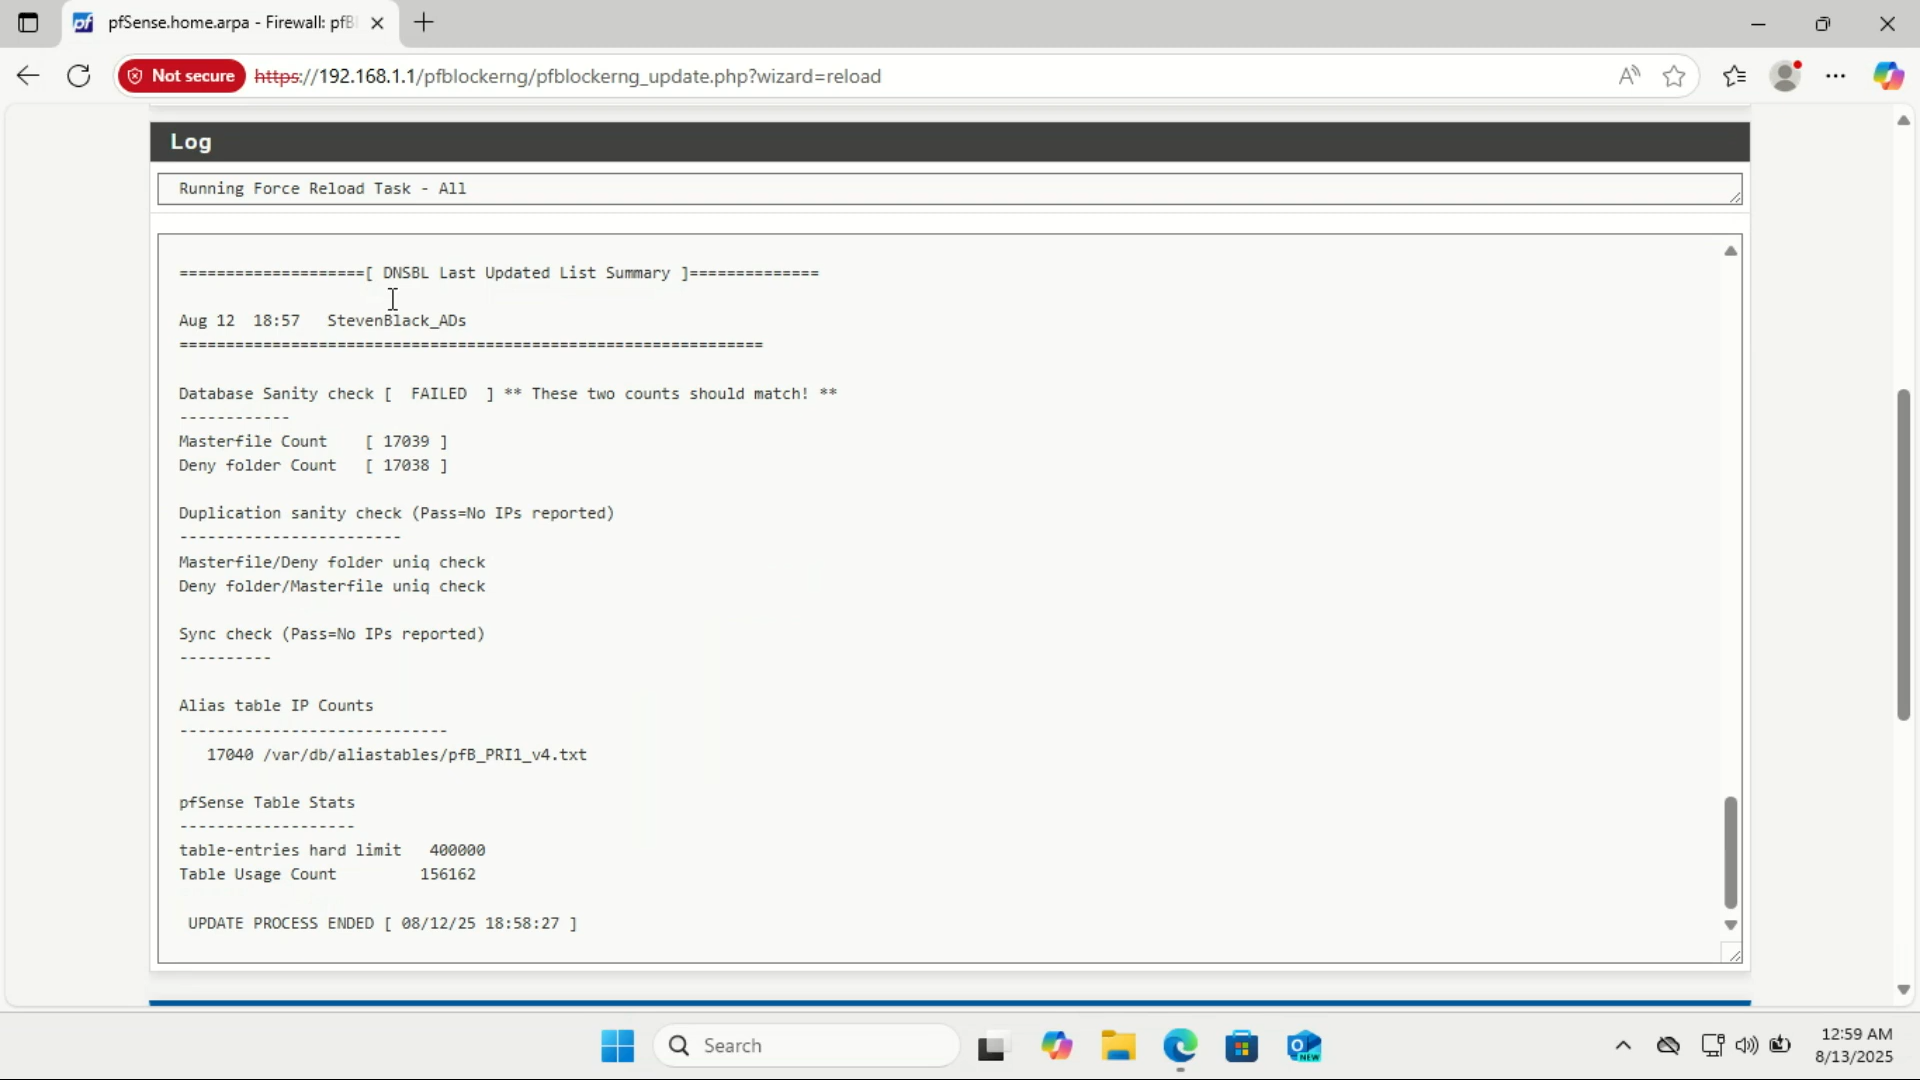 pfSense.home.arpa - Firewall: pfB
Not secure https://192.168.1.1/pfblockerng/pfblockerng_update.php?wizard=reload
Log
Running Force Reload Task - All
====================[ DNSBL Last Updated List Summary ]==============
Aug 12  18:57   StevenBlack_ADs
===============================================================
Database Sanity check [  FAILED  ] ** These two counts should match! **
------------
Masterfile Count    [ 17039 ]
Deny folder Count   [ 17038 ]
Duplication sanity check (Pass=No IPs reported)
------------------------
Masterfile/Deny folder uniq check
Deny folder/Masterfile uniq check
Sync check (Pass=No IPs reported)
----------
Alias table IP Counts
-----------------------------
17040 /var/db/aliastables/pfB_PRI1_v4.txt
pfSense Table Stats
-------------------
table-entries hard limit   400000
Table Usage Count         156162
UPDATE PROCESS ENDED [ 08/12/25 18:58:27 ]
Search
12:59 AM
8/13/2025